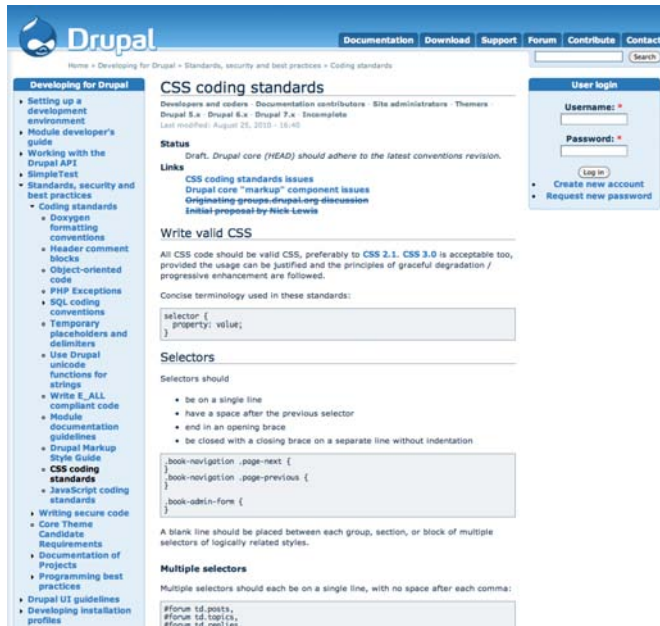 Drupal
Documentation Download Support Forum Contribute Contact
Search
Home » Developing for Drupal » Standards, security and best practices » Coding standards
Developing for Drupal
Setting up a
development
environment
Module developer's
guide
Working with the
Drupal API
SimpleTest
Standards, security and
best practices
Coding standards
Doxygen
formatting
conventions
Header comment
blocks
Object-oriented
code
PHP Exceptions
SQL coding
conventions
Temporary
placeholders and
delimiters
Use Drupal
unicode
functions for
strings
Write E_ALL
compliant code
Module
documentation
guidelines
Drupal Markup
Style Guide
CSS coding
standards
JavaScript coding
standards
Writing secure code
Core Theme
Candidate
Requirements
Documentation of
Projects
Programming best
practices
Drupal UI guidelines
Developing installation
profiles
CSS coding standards
Developers and coders · Documentation contributors · Site administrators · Themers ·
Drupal 5.x · Drupal 6.x · Drupal 7.x · Incomplete
Last modified: August 25, 2010 - 16:40
Status
Draft. Drupal core (HEAD) should adhere to the latest conventions revision.
Links
CSS coding standards issues
Drupal core "markup" component issues
Originating groups.drupal.org discussion
Initial proposal by Nick Lewis
Write valid CSS
All CSS code should be valid CSS, preferably to CSS 2.1. CSS 3.0 is acceptable too,
provided the usage can be justified and the principles of graceful degradation /
progressive enhancement are followed.
Concise terminology used in these standards:
selector {
property: value;
}
Selectors
Selectors should
• be on a single line
• have a space after the previous selector
• end in an opening brace
• be closed with a closing brace on a separate line without indentation
.book-navigation .page-next {
}
.book-navigation .page-previous {
}
.book-admin-form {
}
A blank line should be placed between each group, section, or block of multiple
selectors of logically related styles.
Multiple selectors
Multiple selectors should each be on a single line, with no space after each comma:
#forum td.posts,
#forum td.topics,
#forum td.replies
User login
Username: *
Password: *
Log in
• Create new account
• Request new password